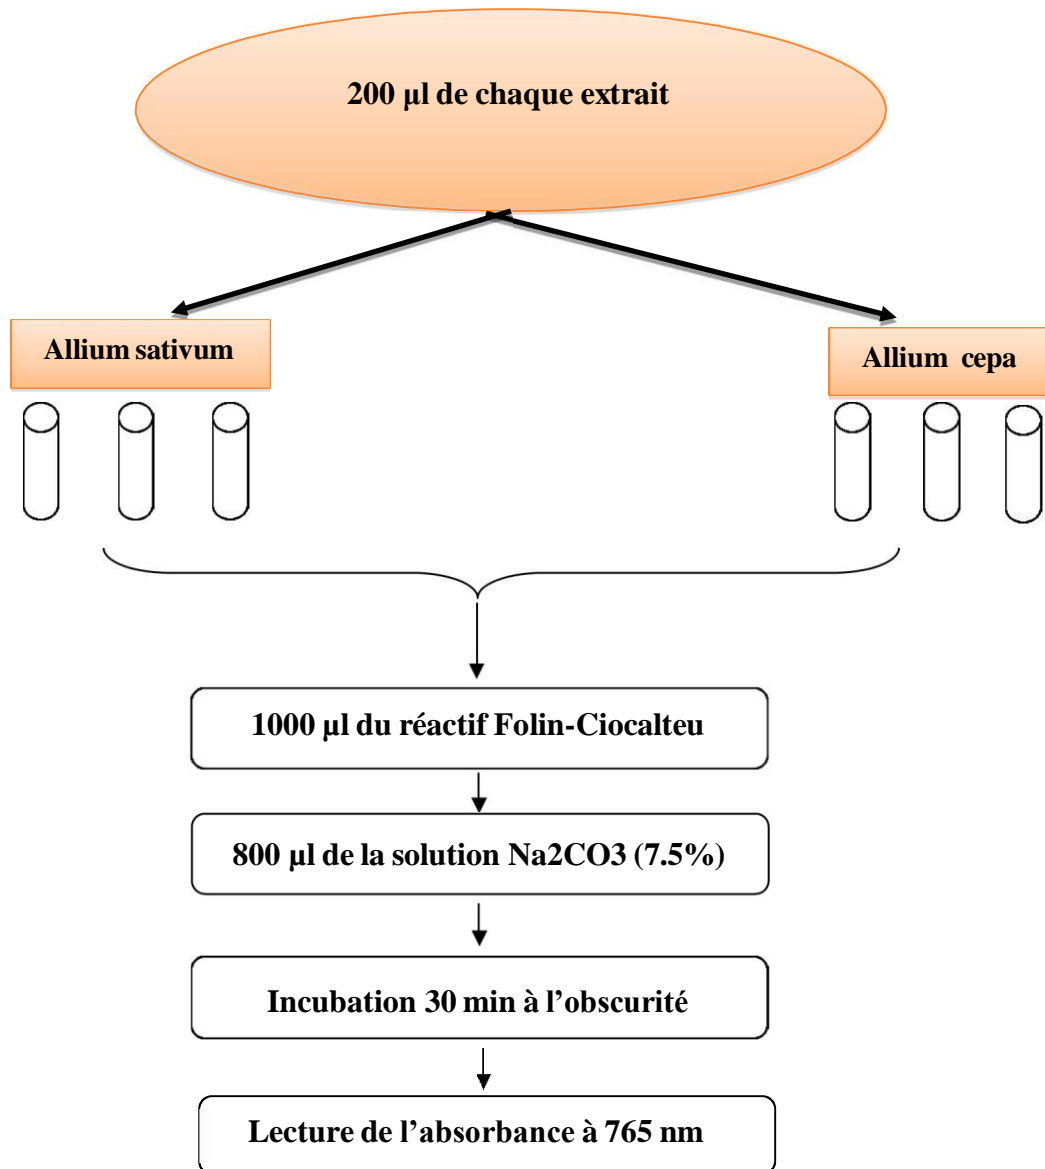 200 µl de chaque extrait
Allium sativum
Allium cepa
1000 µl du réactif Folin-Ciocalteu
800 µl de la solution Na2CO3 (7.5%)
Incubation 30 min à l’obscurité
Lecture de l’absorbance à 765 nm